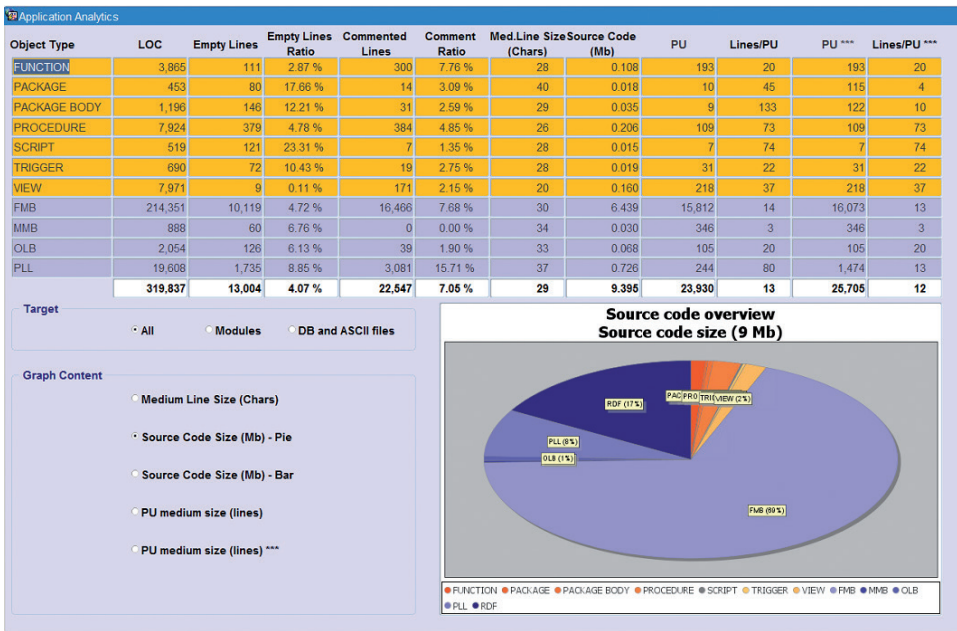 Application Analytics
Object Type LOC Empty Lines Empty Lines Ratio Commented Lines Comment Ratio Med.Line Size (Chars) Source Code (Mb) PU Lines/PU PU *** Lines/PU ***
FUNCTION 3,865 111 2.87 % 300 7.76 % 28 0.108 193 20 193 20
PACKAGE 453 80 17.66 % 14 3.09 % 40 0.018 10 45 115 4
PACKAGE BODY 1,196 146 12.21 % 31 2.59 % 29 0.035 9 133 122 10
PROCEDURE 7,924 379 4.78 % 384 4.85 % 26 0.206 109 73 109 73
SCRIPT 519 121 23.31 % 7 1.35 % 28 0.015 7 74 7 74
TRIGGER 690 72 10.43 % 19 2.75 % 28 0.019 31 22 31 22
VIEW 7,971 9 0.11 % 171 2.15 % 20 0.160 218 37 218 37
FMB 214,351 10,119 4.72 % 16,466 7.68 % 30 6.439 15,812 14 16,073 13
MMB 888 60 6.76 % 0 0.00 % 34 0.030 346 3 346 3
OLB 2,054 126 6.13 % 39 1.90 % 33 0.068 105 20 105 20
PLL 19,608 1,735 8.85 % 3,081 15.71 % 37 0.726 244 80 1,474 13
319,837 13,004 4.07 % 22,547 7.05 % 29 9.395 23,930 13 25,705 12
Target
All Modules DB and ASCII files
Graph Content
Medium Line Size (Chars)
Source Code Size (Mb) - Pie
Source Code Size (Mb) - Bar
PU medium size (lines)
PU medium size (lines) ***
Source code overview
Source code size (9 Mb)
RDF (17%) PAC PRO TRI VIEW (2%)
PLL (8%)
OLB (1%)
FMB (69%)
FUNCTION PACKAGE PACKAGE BODY PROCEDURE SCRIPT TRIGGER VIEW FMB MMB OLB
PLL RDF